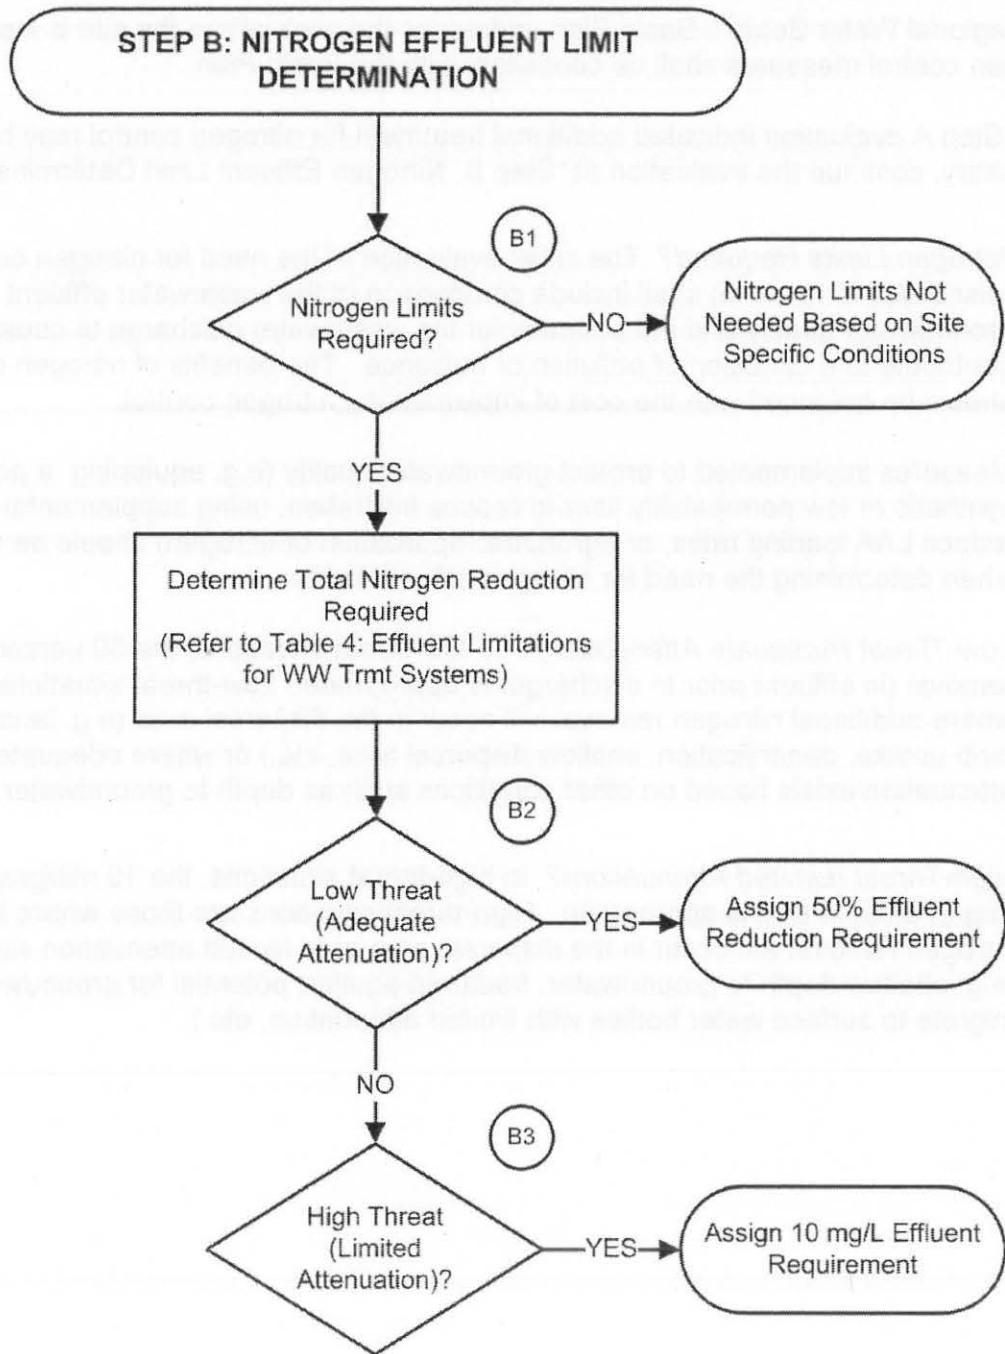 STEP B: NITROGEN EFFLUENT LIMIT
DETERMINATION
B1
Nitrogen Limits
Required?
NO
Nitrogen Limits Not
Needed Based on Site
Specific Conditions
YES
Determine Total Nitrogen Reduction
Required
(Refer to Table 4: Effluent Limitations
for WW Trmt Systems)
B2
Low Threat
(Adequate
Attenuation)?
YES
Assign 50% Effluent
Reduction Requirement
NO
B3
High Threat
(Limited
Attenuation)?
YES
Assign 10 mg/L Effluent
Requirement